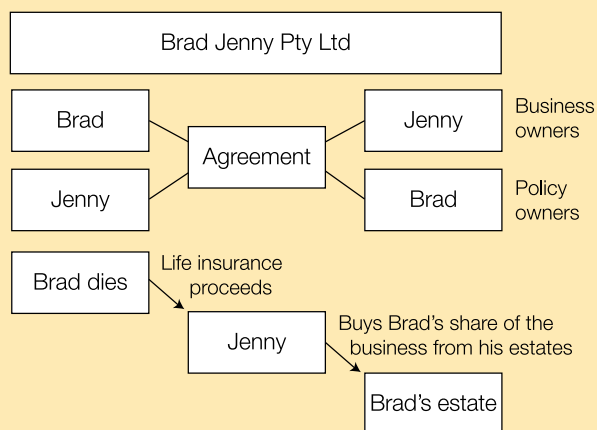 Brad Jenny Pty Ltd
Brad
Jenny
Business
owners
Agreement
Jenny
Brad
Policy
owners
Brad dies
Life insurance
proceeds
Jenny
Buys Brad's share of the
business from his estates
Brad's estate